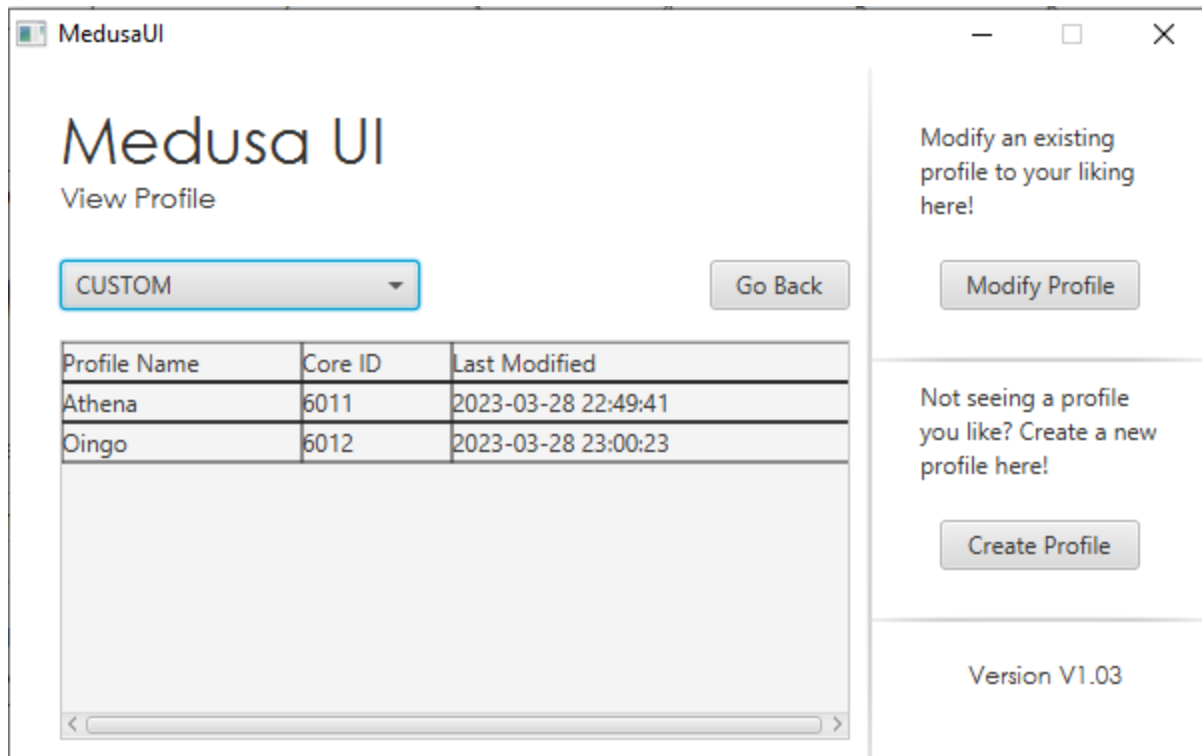 MedusaUI
Medusa UI
View Profile
CUSTOM
Go Back
Profile Name Core ID Last Modified
Athena 6011 2023-03-28 22:49:41
Oingo 6012 2023-03-28 23:00:23
Modify an existing
profile to your liking
here!
Modify Profile
Not seeing a profile
you like? Create a new
profile here!
Create Profile
Version V1.03